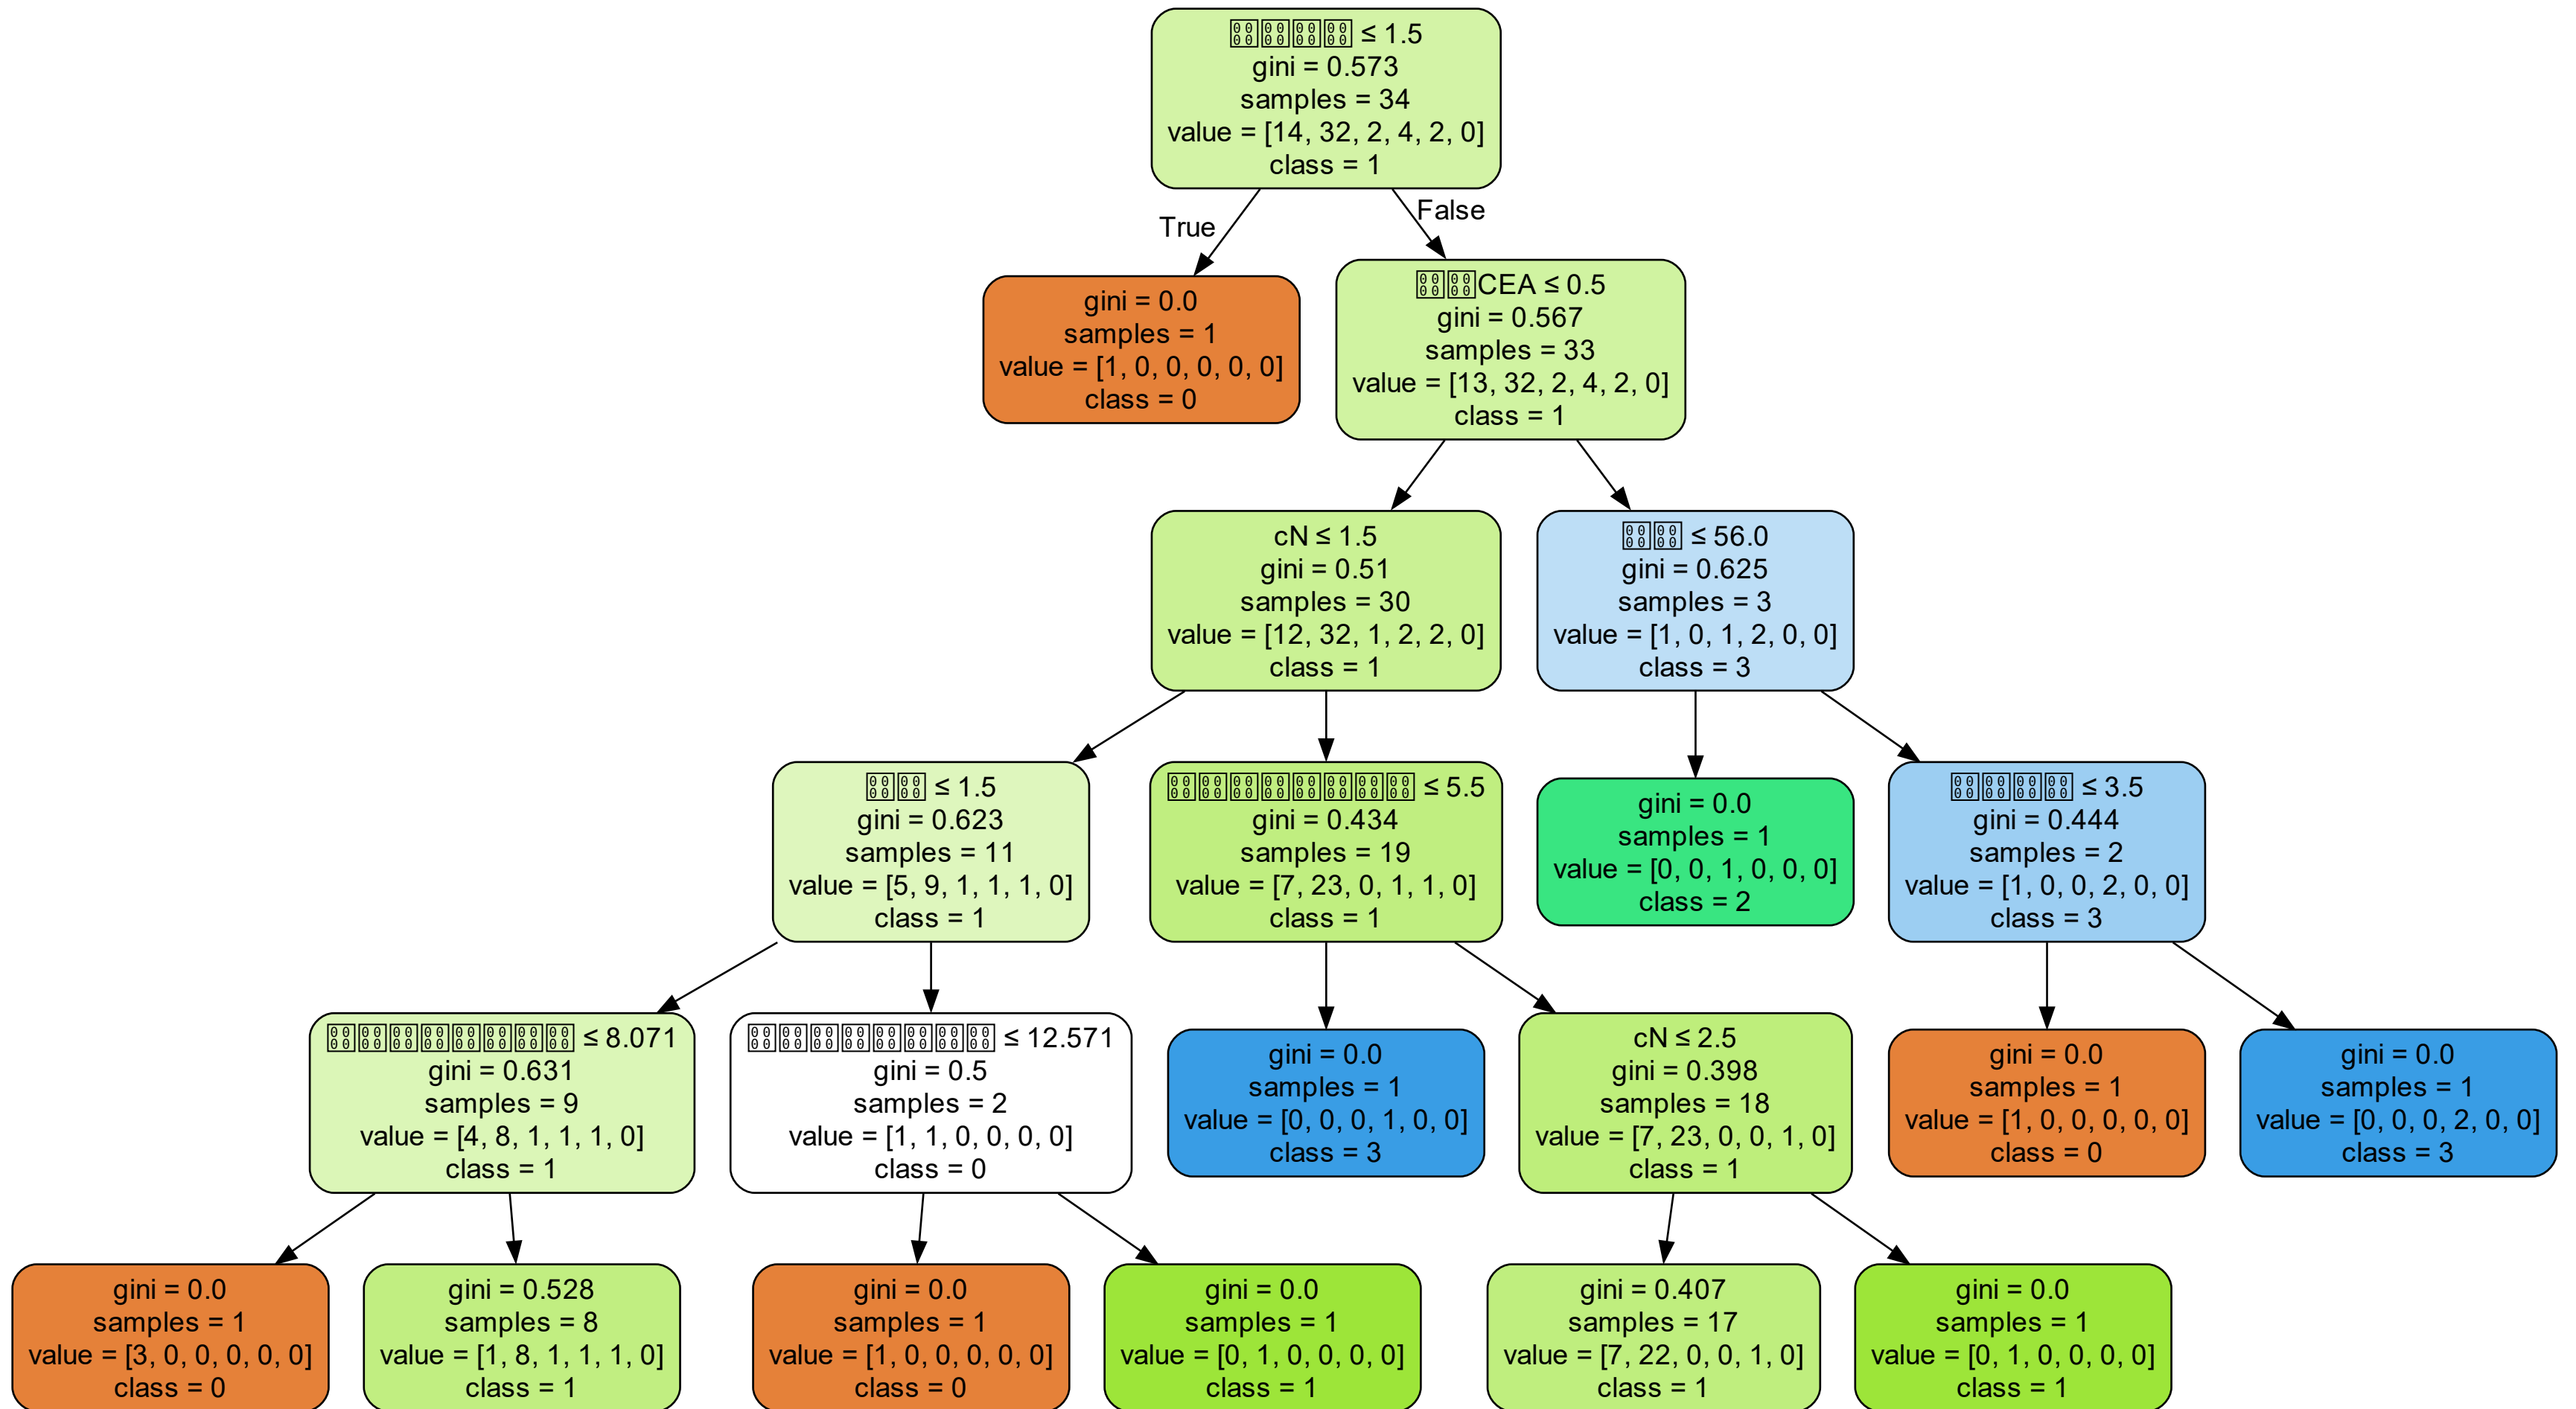 ≤ 1.5
gini = 0.573
samples = 34
value = [14, 32, 2, 4, 2, 0]
class = 1
True
False
gini = 0.0
samples = 1
value = [1, 0, 0, 0, 0, 0]
class = 0
CEA ≤ 0.5
gini = 0.567
samples = 33
value = [13, 32, 2, 4, 2, 0]
class = 1
cN ≤ 1.5
gini = 0.51
samples = 30
value = [12, 32, 1, 2, 2, 0]
class = 1
≤ 56.0
gini = 0.625
samples = 3
value = [1, 0, 1, 2, 0, 0]
class = 3
≤ 1.5
gini = 0.623
samples = 11
value = [5, 9, 1, 1, 1, 0]
class = 1
≤ 5.5
gini = 0.434
samples = 19
value = [7, 23, 0, 1, 1, 0]
class = 1
gini = 0.0
samples = 1
value = [0, 0, 1, 0, 0, 0]
class = 2
≤ 3.5
gini = 0.444
samples = 2
value = [1, 0, 0, 2, 0, 0]
class = 3
≤ 8.071
gini = 0.631
samples = 9
value = [4, 8, 1, 1, 1, 0]
class = 1
≤ 12.571
gini = 0.5
samples = 2
value = [1, 1, 0, 0, 0, 0]
class = 0
gini = 0.0
samples = 1
value = [0, 0, 0, 1, 0, 0]
class = 3
cN ≤ 2.5
gini = 0.398
samples = 18
value = [7, 23, 0, 0, 1, 0]
class = 1
gini = 0.0
samples = 1
value = [1, 0, 0, 0, 0, 0]
class = 0
gini = 0.0
samples = 1
value = [0, 0, 0, 2, 0, 0]
class = 3
gini = 0.0
samples = 1
value = [3, 0, 0, 0, 0, 0]
class = 0
gini = 0.528
samples = 8
value = [1, 8, 1, 1, 1, 0]
class = 1
gini = 0.0
samples = 1
value = [1, 0, 0, 0, 0, 0]
class = 0
gini = 0.0
samples = 1
value = [0, 1, 0, 0, 0, 0]
class = 1
gini = 0.407
samples = 17
value = [7, 22, 0, 0, 1, 0]
class = 1
gini = 0.0
samples = 1
value = [0, 1, 0, 0, 0, 0]
class = 1